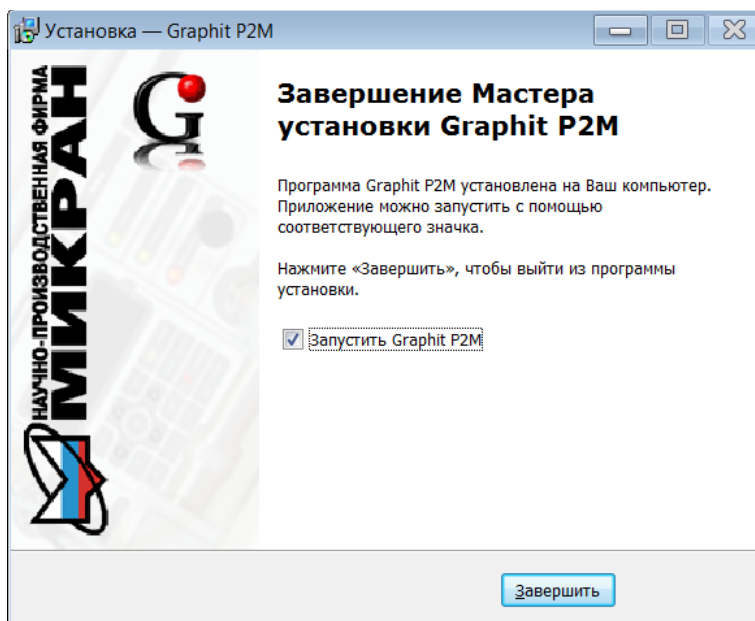 Установка — Graphit P2M
НАУЧНО-ПРОИЗВОДСТВЕННАЯ ФИРМА
МИКРАН
Gi
Завершение Мастера
установки Graphit P2M
Программа Graphit P2M установлена на Ваш компьютер.
Приложение можно запустить с помощью
соответствующего значка.
Нажмите «Завершить», чтобы выйти из программы
установки.
Запустить Graphit P2M
Завершить